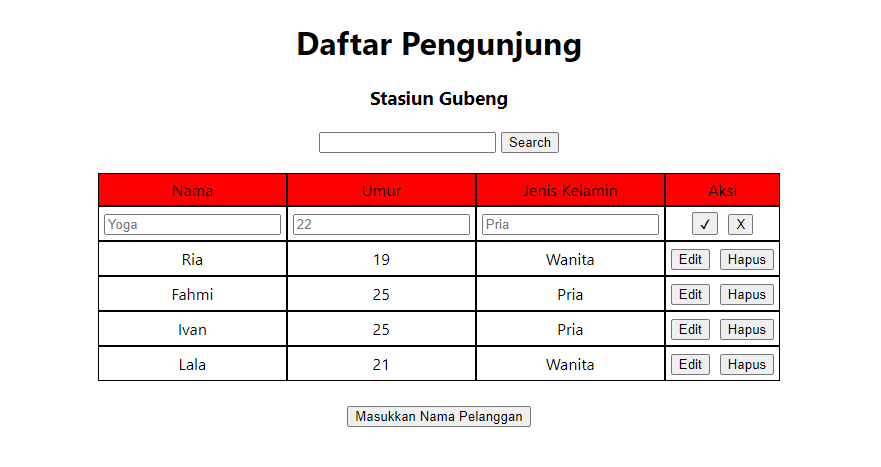 Daftar Pengunjung
Stasiun Gubeng
Search
Nama Umur Jenis Kelamin Aksi
Yoga 22 Pria ✓ X
Ria 19 Wanita Edit Hapus
Fahmi 25 Pria Edit Hapus
Ivan 25 Pria Edit Hapus
Lala 21 Wanita Edit Hapus
Masukkan Nama Pelanggan